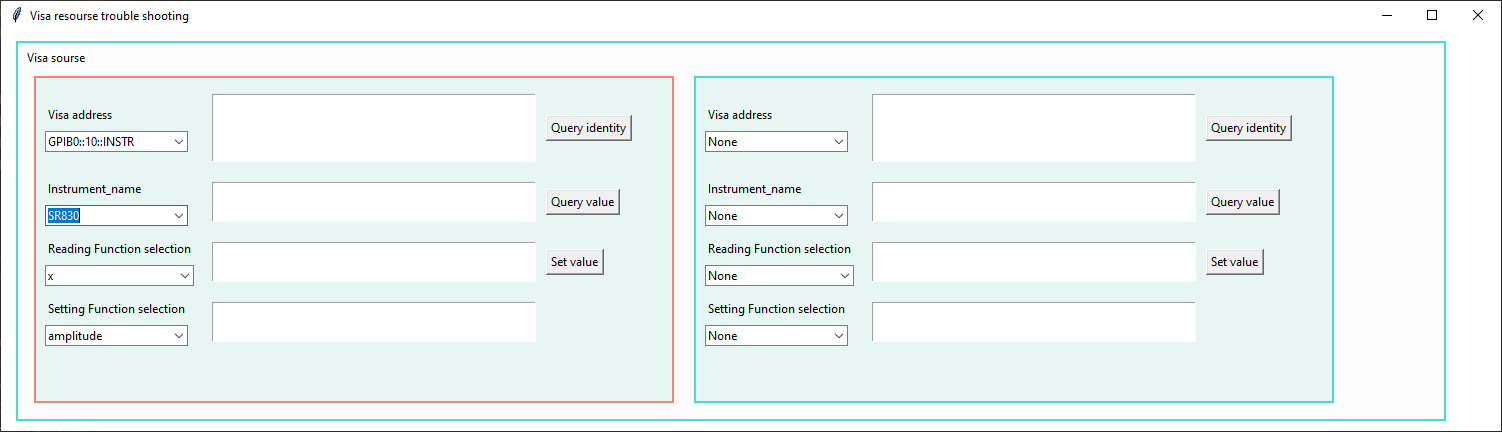 Visa resourse trouble shooting
Visa sourse
Visa address
GPIB0::10::INSTR
Query identity
Instrument_name
SR830
Query value
Reading Function selection
x
Set value
Setting Function selection
amplitude
Visa address
None
Query identity
Instrument_name
None
Query value
Reading Function selection
None
Set value
Setting Function selection
None